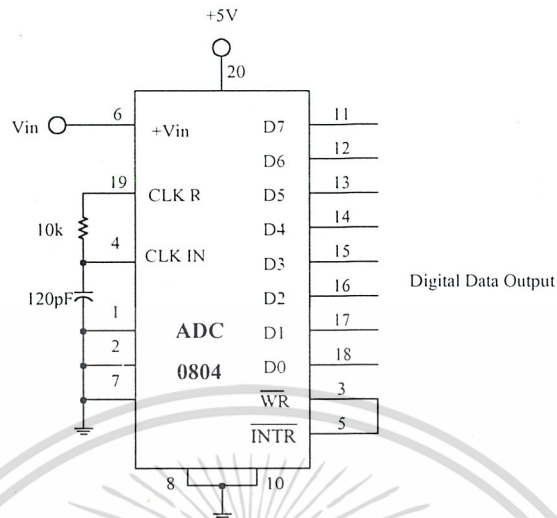 +5V
20
Vin
6
+Vin
D7
11
D6
12
19
CLK R
D5
13
10k
D4
14
4
CLK IN
D3
15
D2
16
Digital Data Output
120pF
1
ADC
D1
17
2
0804
D0
18
7
WR
3
INTR
5
8
10